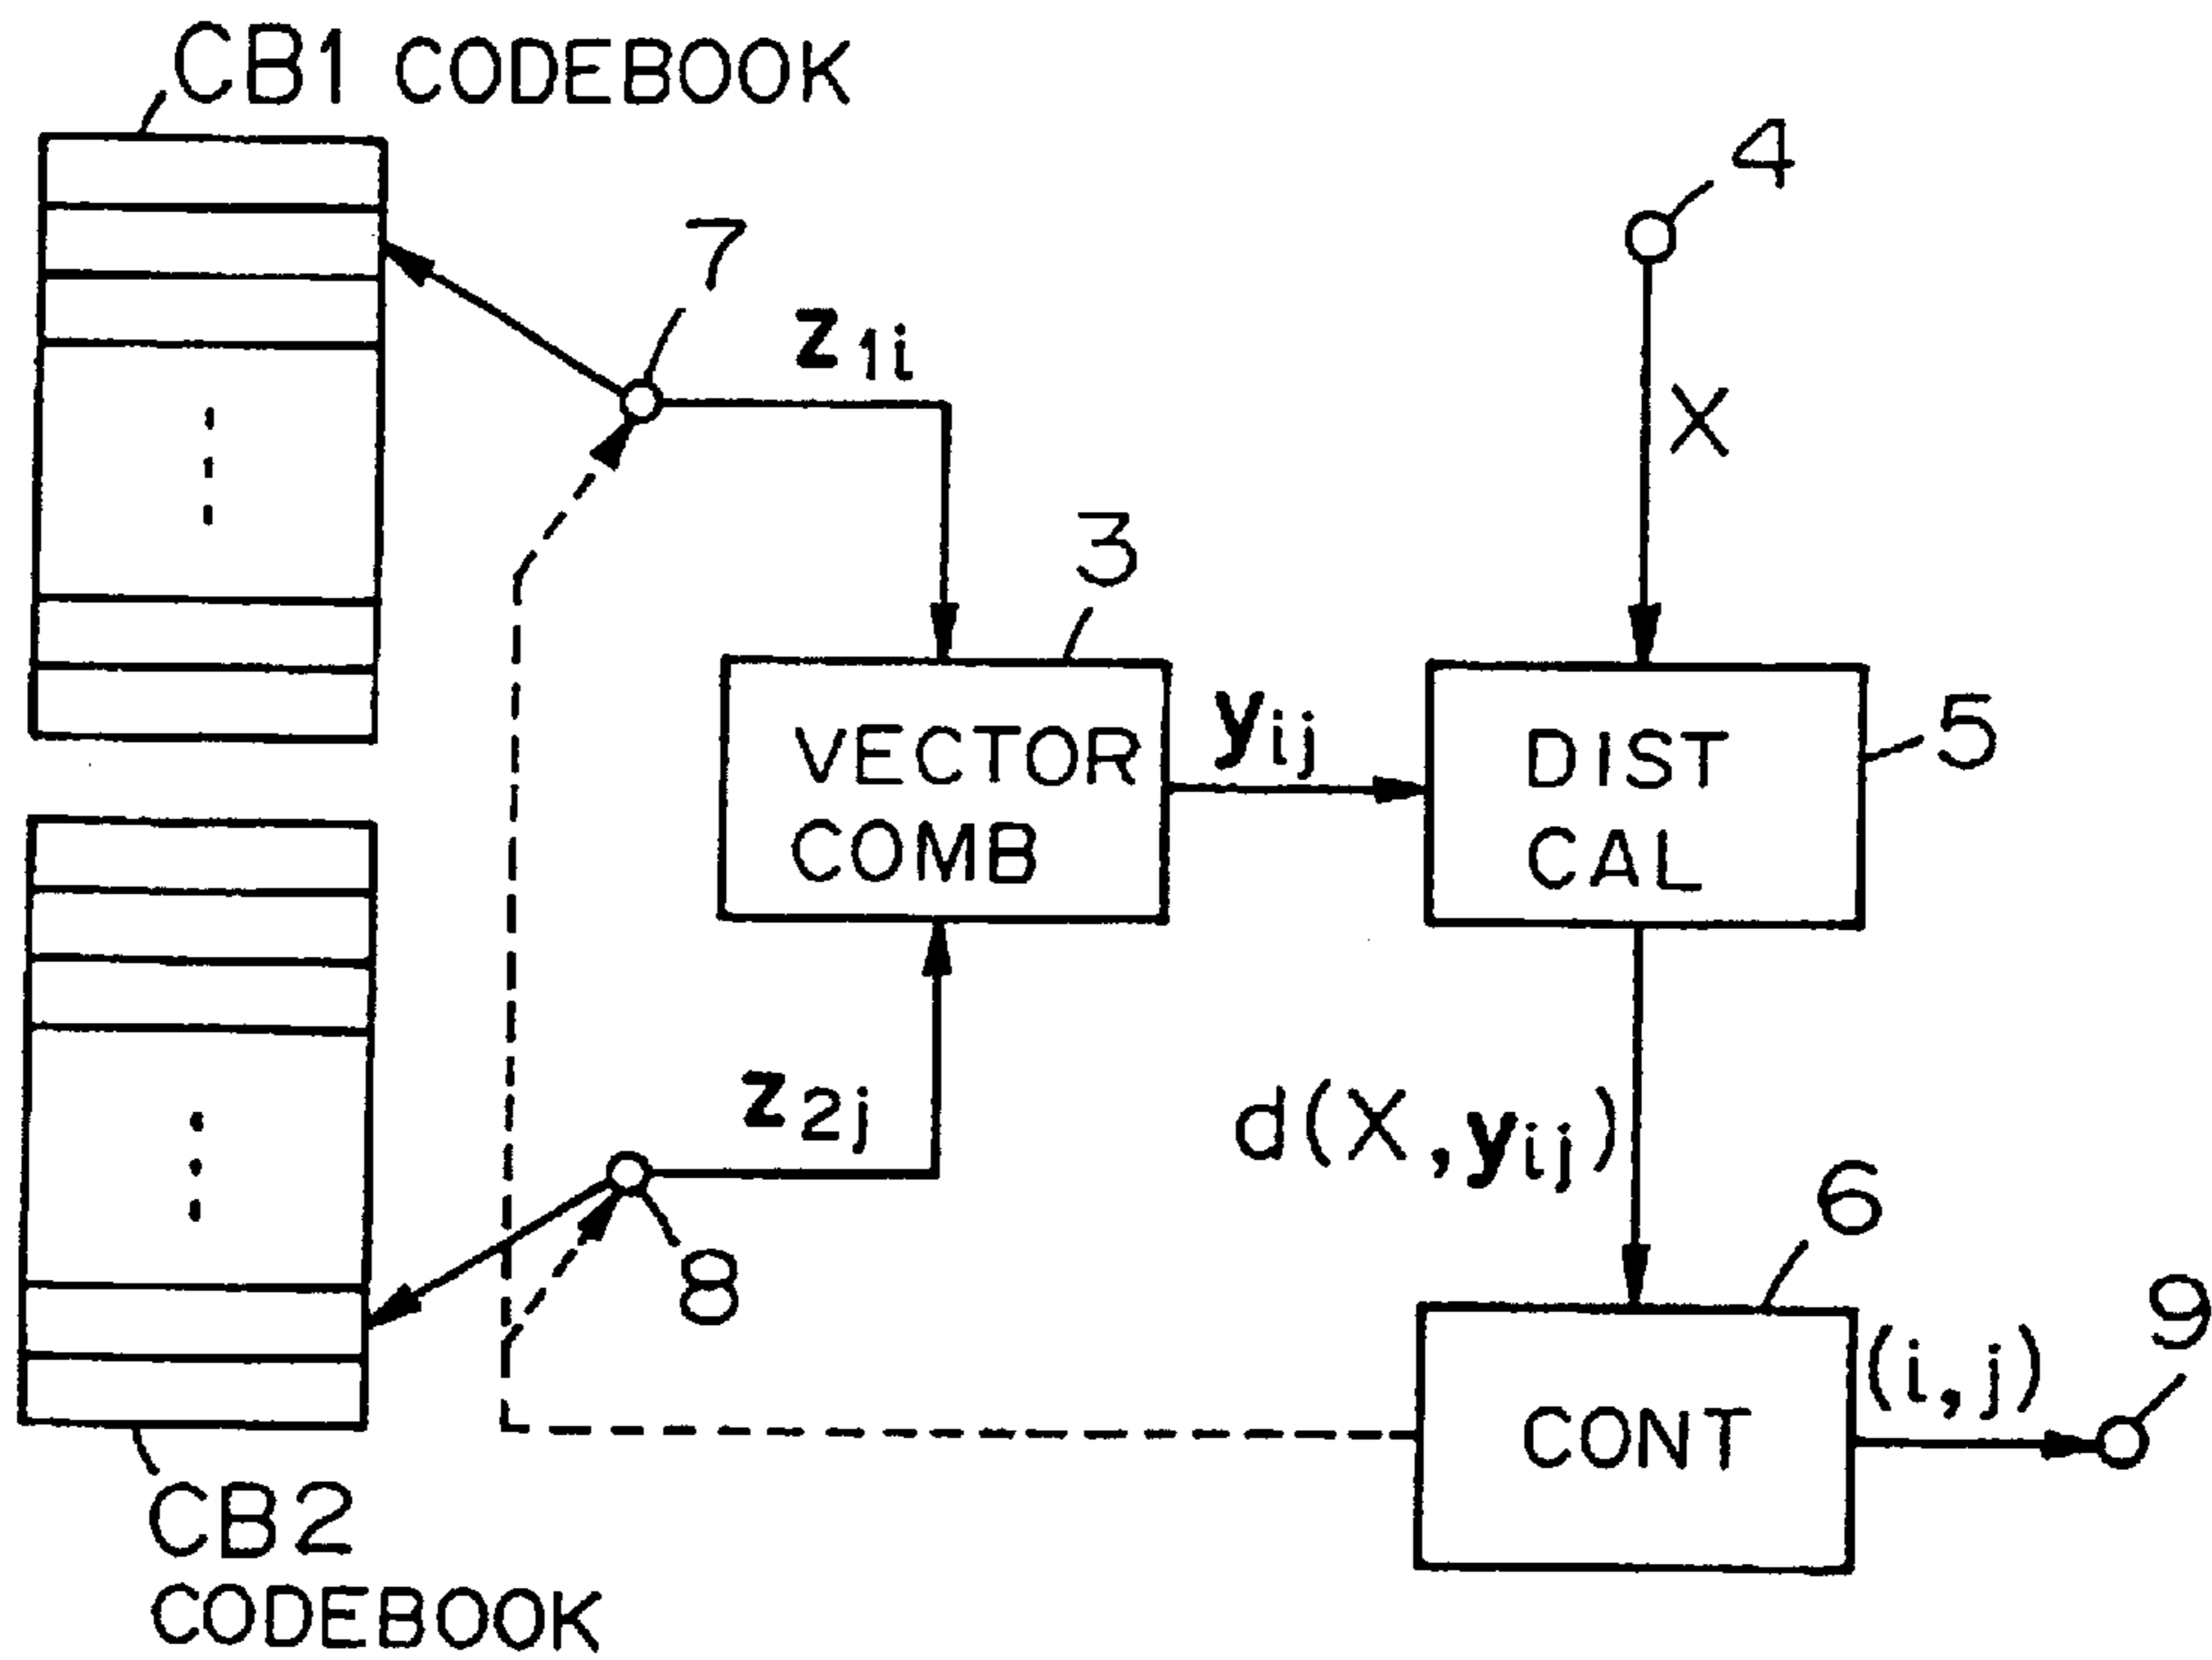 CB1 CODEBOOK
4
7
z1i
X
3
VECTOR
COMB
yij
DIST
CAL
5
z2j
d(X,yij)
8
6
9
(i,j)
CONT
CB2
CODEBOOK